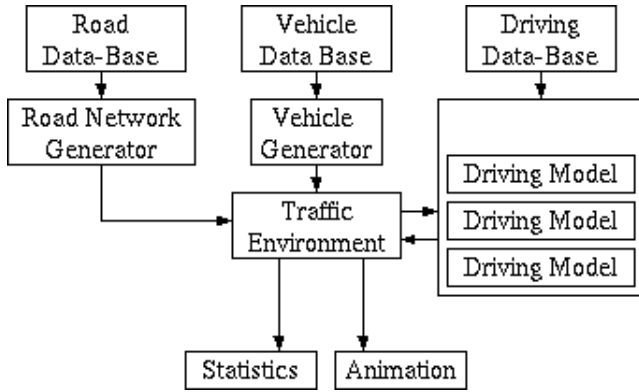 Road
Data-Base
Vehicle
Data Base
Driving
Data-Base
Road Network
Generator
Vehicle
Generator
Driving Model
Driving Model
Driving Model
Traffic
Environment
Statistics
Animation